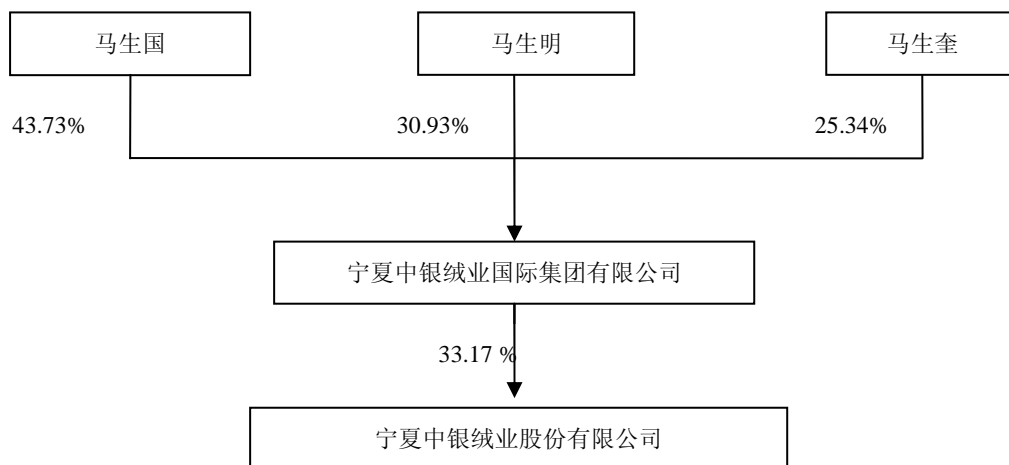 马生国
马生明
马生奎
43.73%
30.93%
25.34%
宁夏中银绒业国际集团有限公司
33.17 %
宁夏中银绒业股份有限公司